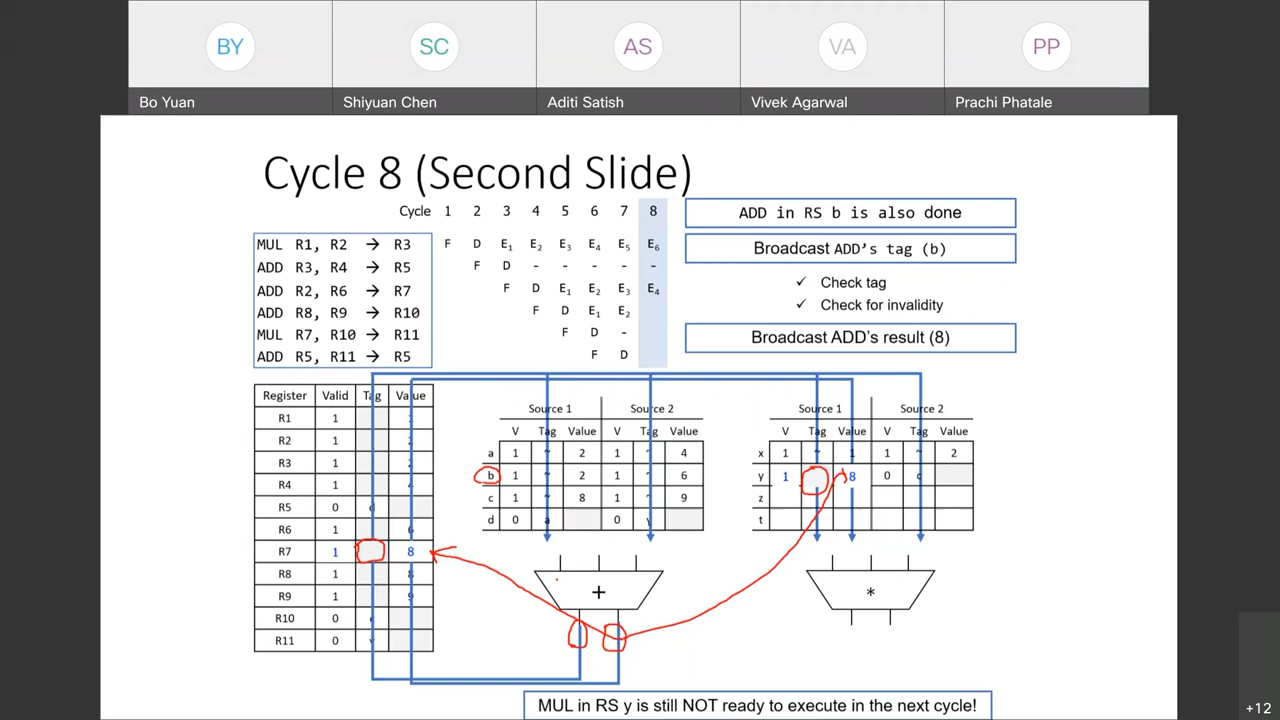 BY SC AS VA PP
Bo Yuan Shiyuan Chen Aditi Satish Vivek Agarwal Prachi Phatale
Cycle 8 (Second Slide)
Cycle 1 2 3 4 5 6 7 8
MUL R1, R2 → R3 F D E₁ E₂ E₃ E₄ E₅ E₆
ADD R3, R4 → R5 F D - - - - -
ADD R2, R6 → R7 F D E₁ E₂ E₃ E₄
ADD R8, R9 → R10 F D E₁ E₂
MUL R7, R10 → R11 F D -
ADD R5, R11 → R5 F D
ADD in RS b is also done
Broadcast ADD's tag (b)
✓ Check tag
✓ Check for invalidity
Broadcast ADD's result (8)
Register Valid Tag Value
R1 1 1
R2 1 2
R3 1 2
R4 1 4
R5 0 d
R6 1 6
R7 1 8
R8 1 8
R9 1 9
R10 0
R11 0
Source 1 Source 2
V Tag Value V Tag Value
a 1 ~ 2 1 ~ 4
b 1 ~ 2 1 ~ 6
c 1 ~ 8 1 ~ 9
d 0 a 0 y
+
Source 1 Source 2
V Tag Value V Tag Value
x 1 ~ 1 1 ~ 2
y 1 8 0
z
t
*
MUL in RS y is still NOT ready to execute in the next cycle!
+12